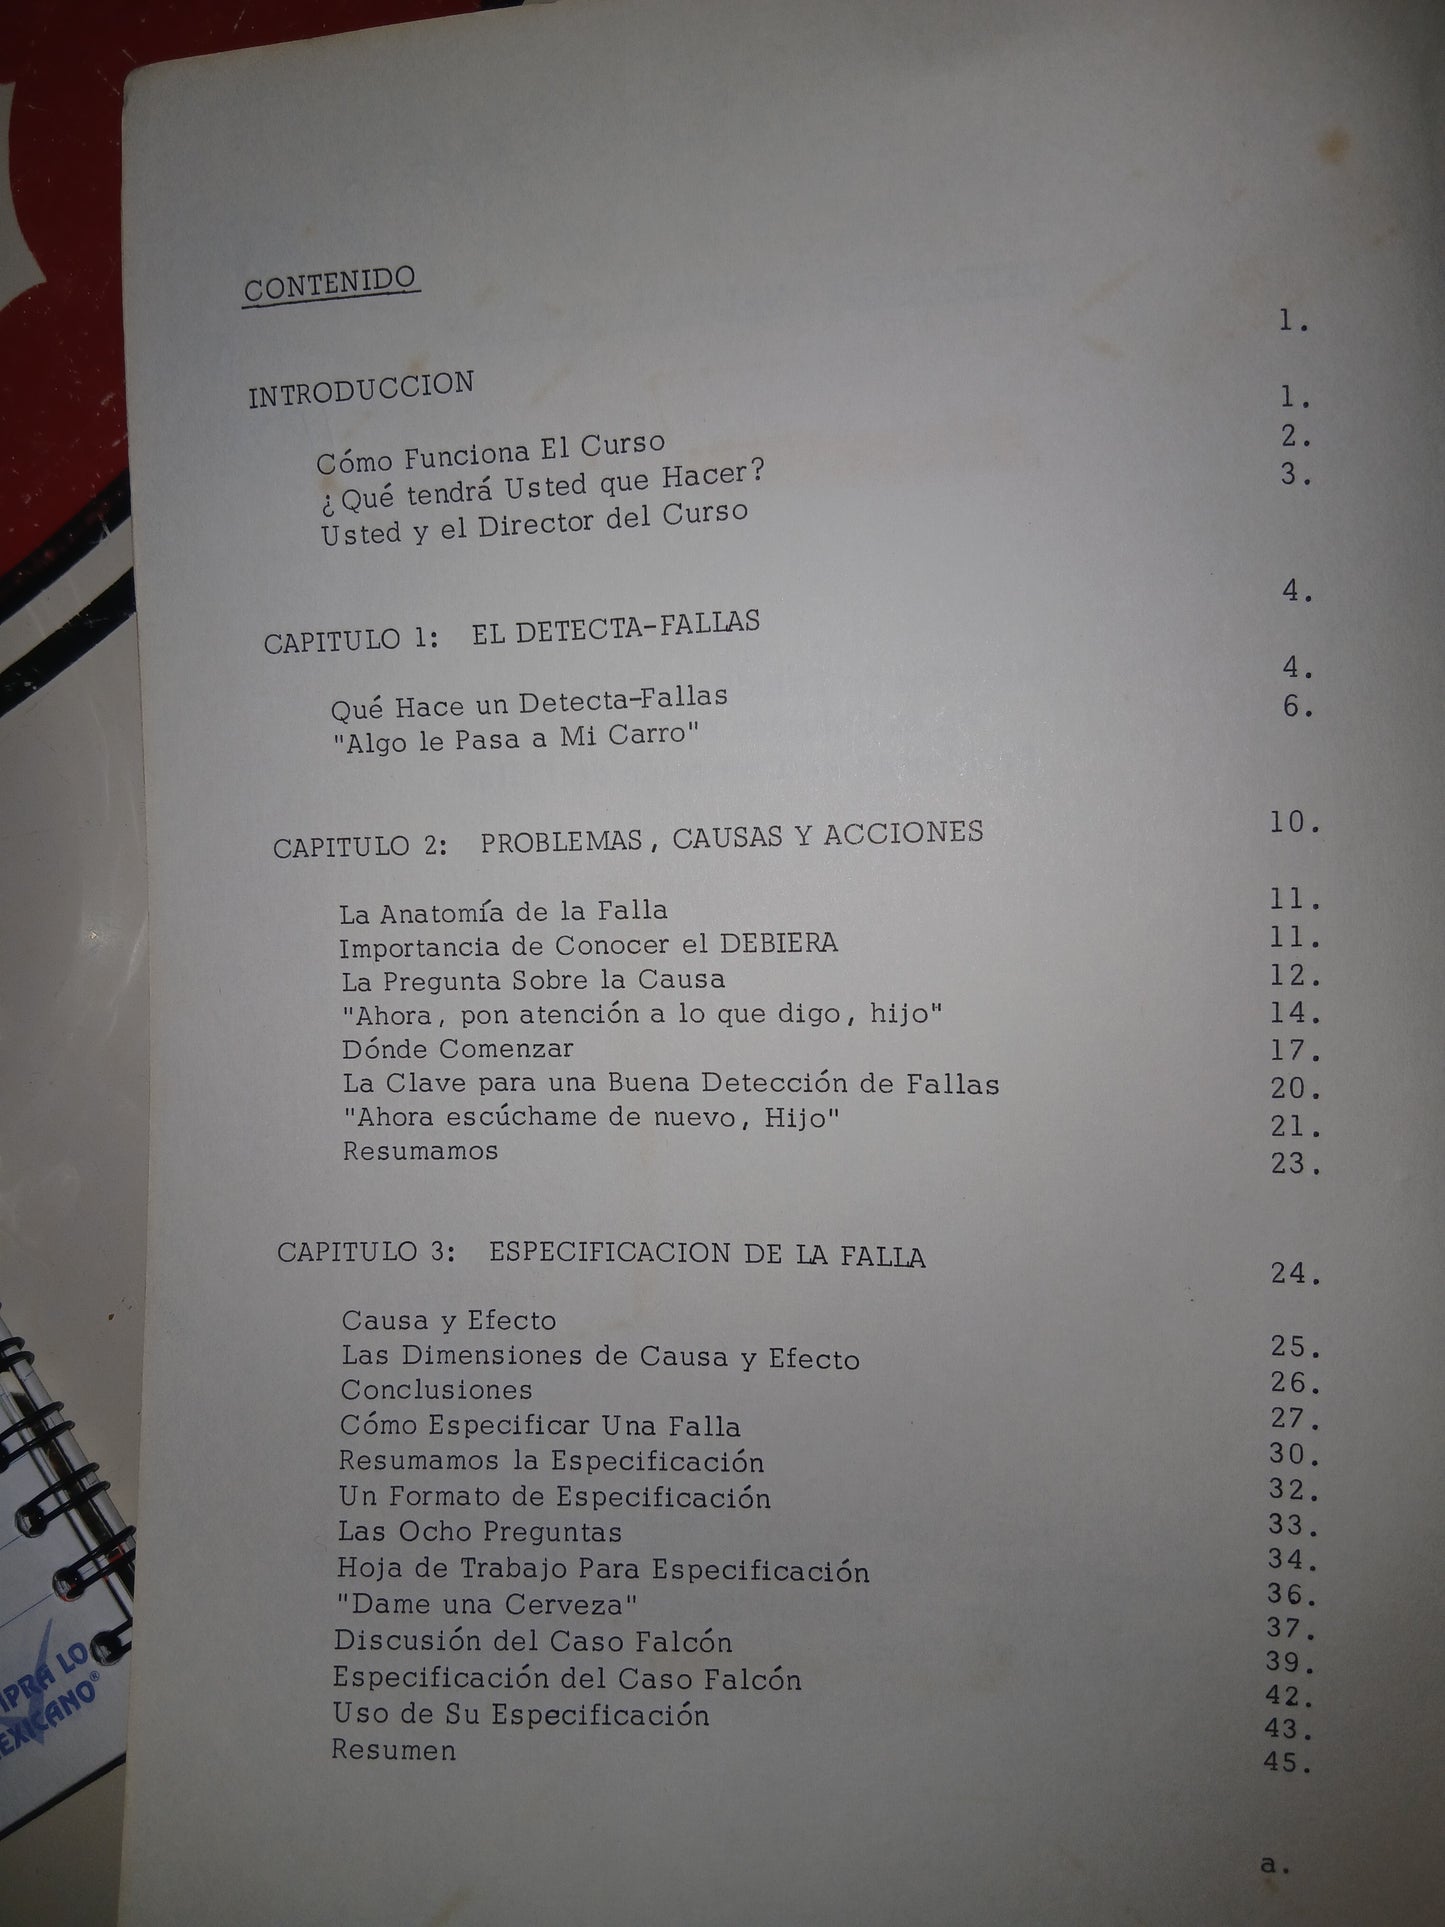 CONTENIDO
INTRODUCCION 1.
Cómo Funciona El Curso 1.
¿Qué tendrá Usted que Hacer? 2.
Usted y el Director del Curso 3.
CAPITULO 1: EL DETECTA-FALLAS 4.
Qué Hace un Detecta-Fallas 4.
"Algo le Pasa a Mi Carro" 6.
CAPITULO 2: PROBLEMAS, CAUSAS Y ACCIONES 10.
La Anatomía de la Falla 11.
Importancia de Conocer el DEBIERA 11.
La Pregunta Sobre la Causa 12.
"Ahora, pon atención a lo que digo, hijo" 14.
Dónde Comenzar 17.
La Clave para una Buena Detección de Fallas 20.
"Ahora escúchame de nuevo, Hijo" 21.
Resumamos 23.
CAPITULO 3: ESPECIFICACION DE LA FALLA 24.
Causa y Efecto 25.
Las Dimensiones de Causa y Efecto 26.
Conclusiones 27.
Cómo Especificar Una Falla 30.
Resumamos la Especificación 32.
Un Formato de Especificación 33.
Las Ocho Preguntas 34.
Hoja de Trabajo Para Especificación 36.
"Dame una Cerveza" 37.
Discusión del Caso Falcón 39.
Especificación del Caso Falcón 42.
Uso de Su Especificación 43.
Resumen 45.
a.
MPRA LO
EXICANO®